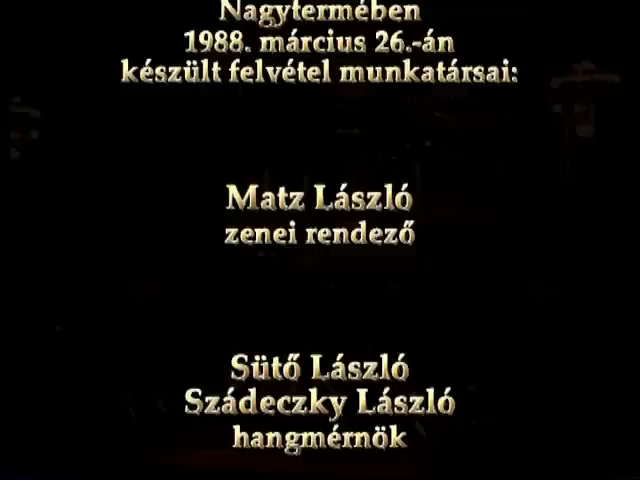 Nagytermében
1988. március 26.-án
készült felvétel munkatársai:
Matz László
zenei rendező
Sütő László
Szádeczky László
hangmérnök